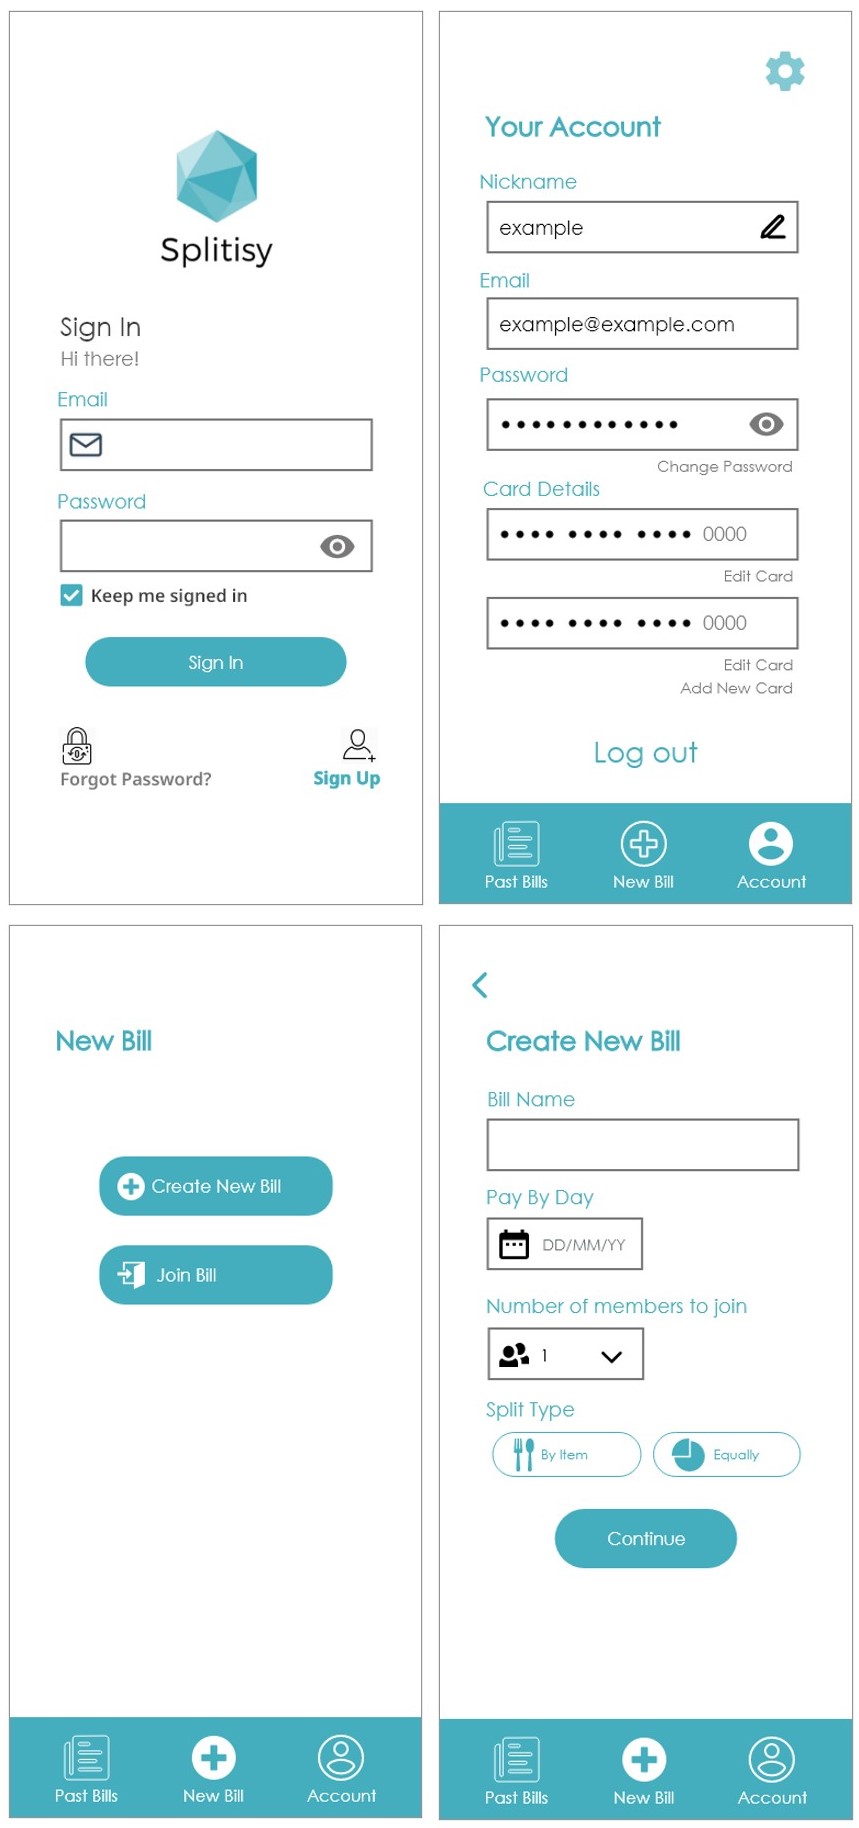 Splitisy
Sign In
Hi there!
Email
Password
Keep me signed in
Sign In
Forgot Password?
Sign Up
Your Account
Nickname
example
Email
example@example.com
Password
••••••••••••
Change Password
Card Details
•••• •••• •••• 0000
Edit Card
•••• •••• •••• 0000
Edit Card
Add New Card
Log out
Past Bills New Bill Account
New Bill
Create New Bill
Join Bill
Past Bills New Bill Account
Create New Bill
Bill Name
Pay By Day
DD/MM/YY
Number of members to join
1
Split Type
By Item Equally
Continue
Past Bills New Bill Account